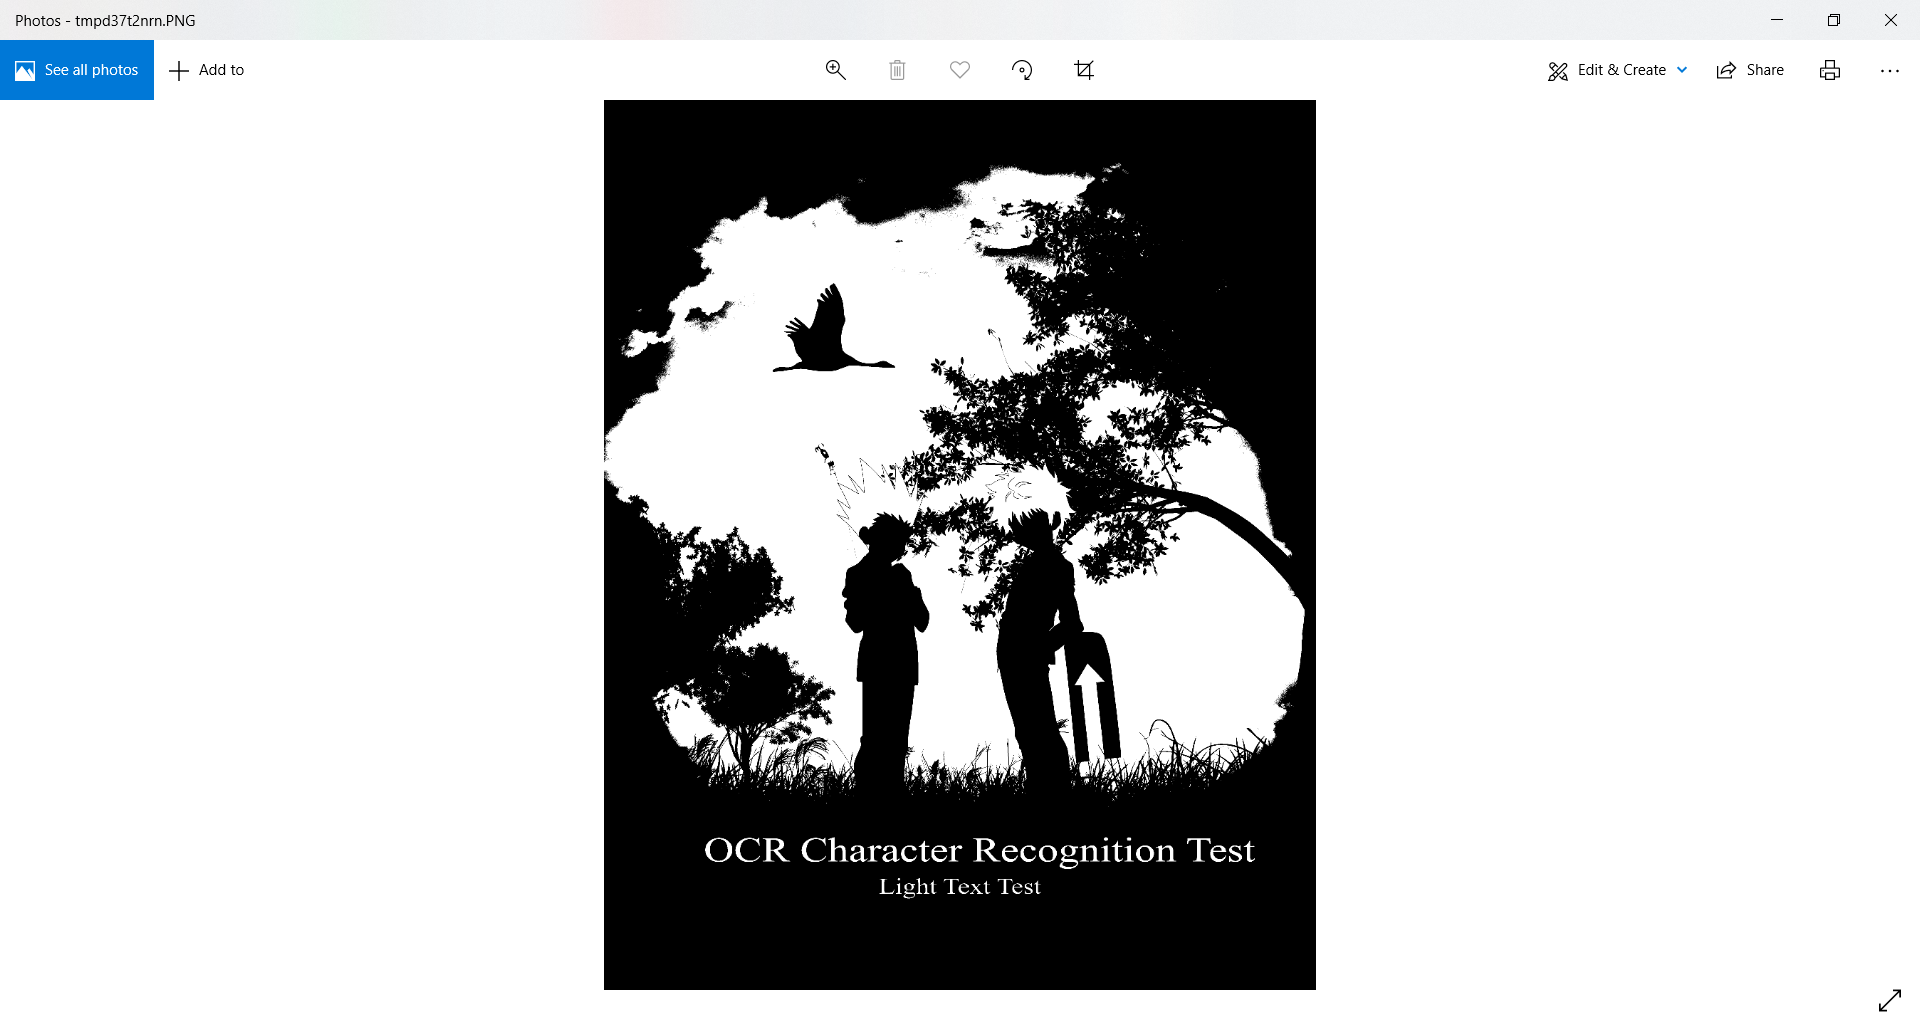 Photos - tmpd37t2nrn.PNG
See all photos
Add to
Edit & Create
Share
OCR Character Recognition Test
Light Text Test